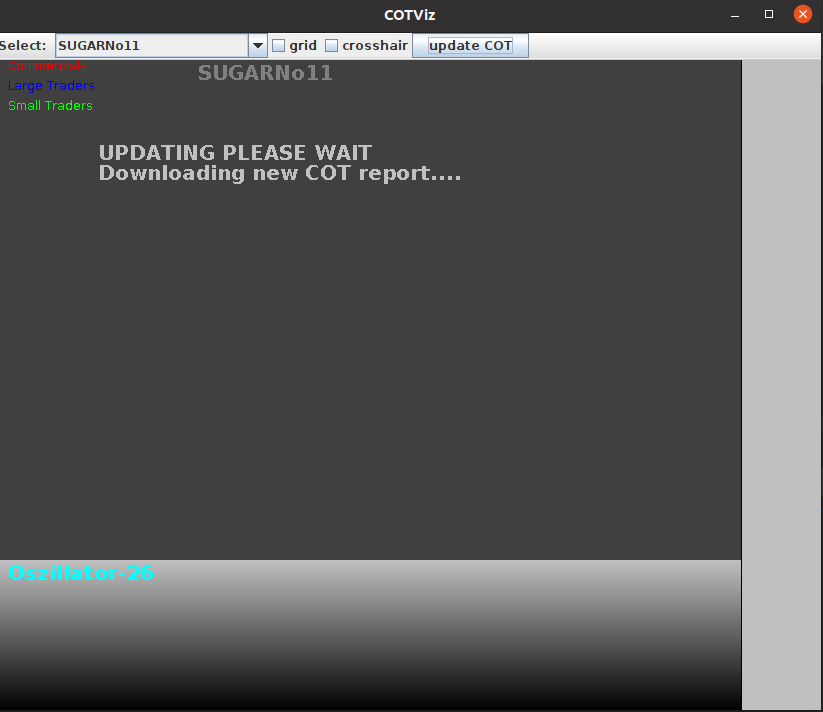 COTViz
Select: SUGARNo11 grid crosshair update COT
Commercials
SUGARNo11
Large Traders
Small Traders
UPDATING PLEASE WAIT
Downloading new COT report....
Oszillator-26